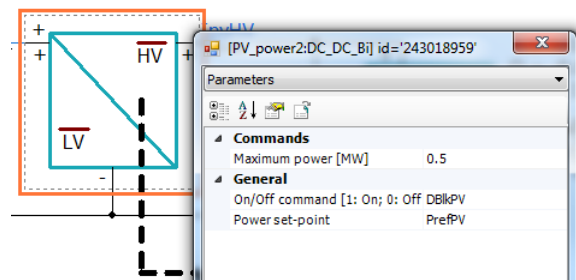 +
+
HV
+
LV
-
[PV_power2:DC_DC_Bi] id='243018959'
Parameters
Commands
Maximum power [MW] 0.5
General
On/Off command [1: On; 0: Off DBlkPV
Power set-point PrefPV